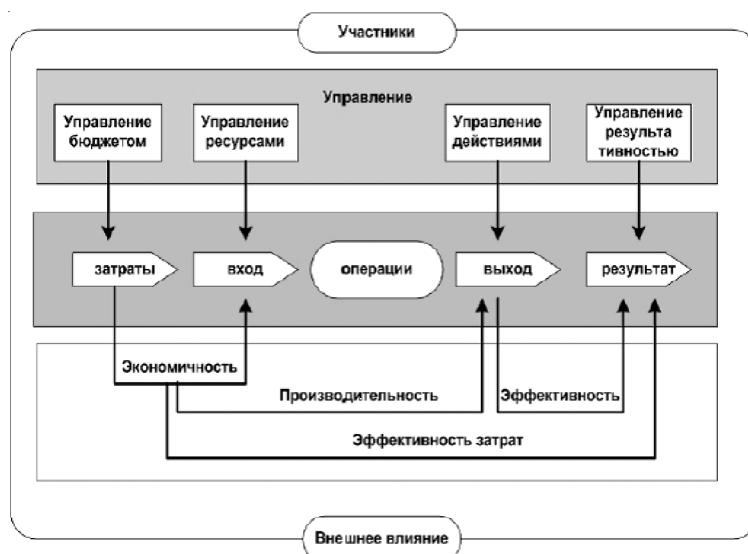 Участники
Управление
Управление
бюджетом
Управление
ресурсами
Управление
действиями
Управление
результа
тивностью
затраты
вход
операции
выход
результат
Экономичность
Производительность
Эффективность
Эффективность затрат
Внешнее влияние